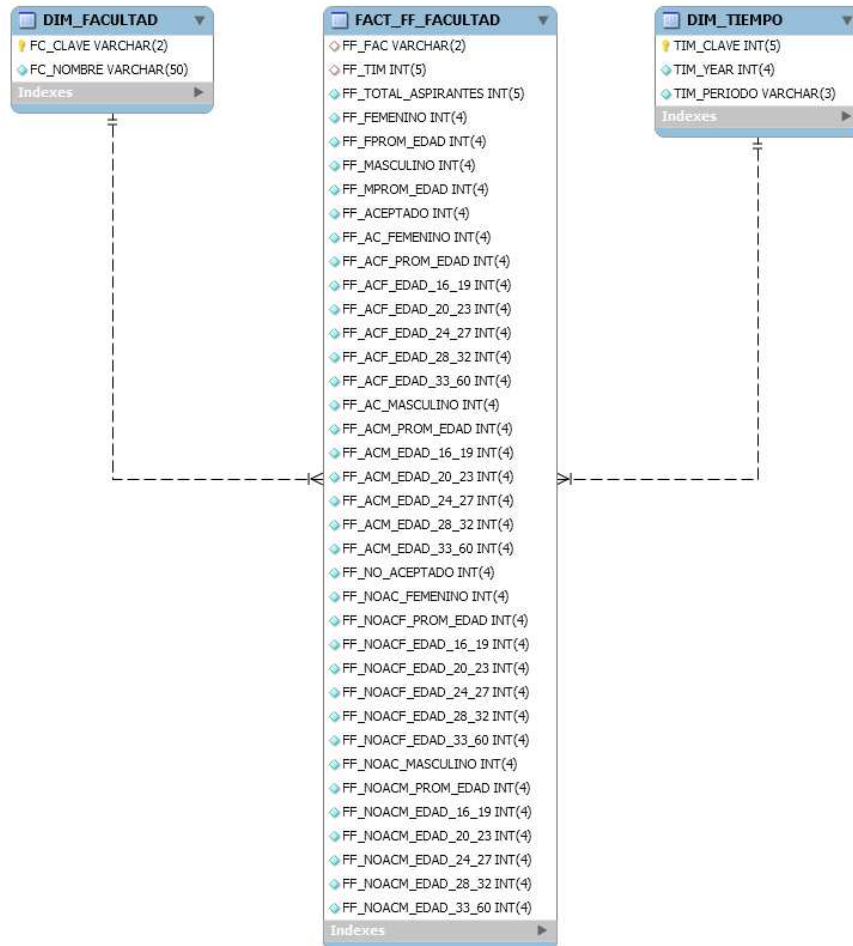 DIM_FACULTAD
FC_CLAVE VARCHAR(2)
FC_NOMBRE VARCHAR(50)
Indexes
FACT_FF_FACULTAD
FF_FAC VARCHAR(2)
FF_TIM INT(5)
FF_TOTAL_ASPIRANTES INT(5)
FF_FEMENINO INT(4)
FF_FPROM_EDAD INT(4)
FF_MASCULINO INT(4)
FF_MPROM_EDAD INT(4)
FF_ACEPTADO INT(4)
FF_AC_FEMENINO INT(4)
FF_ACF_PROM_EDAD INT(4)
FF_ACF_EDAD_16_19 INT(4)
FF_ACF_EDAD_20_23 INT(4)
FF_ACF_EDAD_24_27 INT(4)
FF_ACF_EDAD_28_32 INT(4)
FF_ACF_EDAD_33_60 INT(4)
FF_AC_MASCULINO INT(4)
FF_ACM_PROM_EDAD INT(4)
FF_ACM_EDAD_16_19 INT(4)
FF_ACM_EDAD_20_23 INT(4)
FF_ACM_EDAD_24_27 INT(4)
FF_ACM_EDAD_28_32 INT(4)
FF_ACM_EDAD_33_60 INT(4)
FF_NO_ACEPTADO INT(4)
FF_NOAC_FEMENINO INT(4)
FF_NOACF_PROM_EDAD INT(4)
FF_NOACF_EDAD_16_19 INT(4)
FF_NOACF_EDAD_20_23 INT(4)
FF_NOACF_EDAD_24_27 INT(4)
FF_NOACF_EDAD_28_32 INT(4)
FF_NOACF_EDAD_33_60 INT(4)
FF_NOAC_MASCULINO INT(4)
FF_NOACM_PROM_EDAD INT(4)
FF_NOACM_EDAD_16_19 INT(4)
FF_NOACM_EDAD_20_23 INT(4)
FF_NOACM_EDAD_24_27 INT(4)
FF_NOACM_EDAD_28_32 INT(4)
FF_NOACM_EDAD_33_60 INT(4)
Indexes
DIM_TIEMPO
TIM_CLAVE INT(5)
TIM_YEAR INT(4)
TIM_PERIODO VARCHAR(3)
Indexes